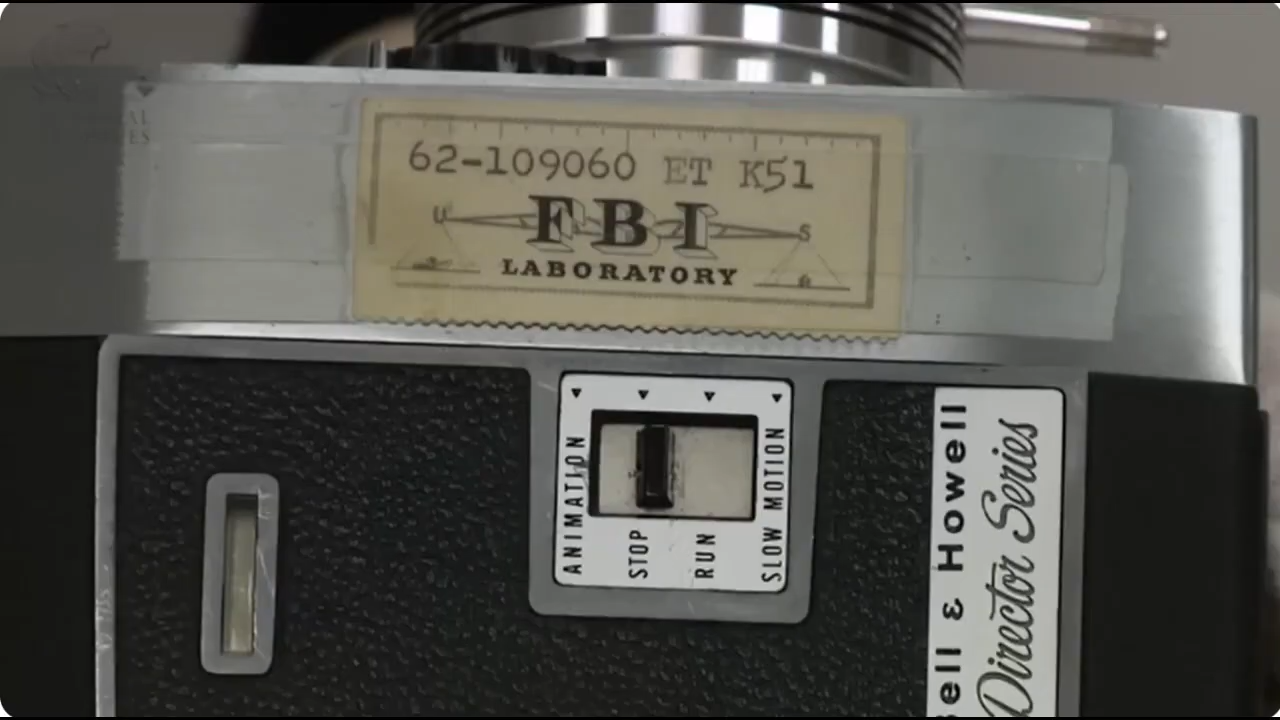 62-109060 ET K51
U S
FBI
LABORATORY
ANIMATION
STOP
RUN
SLOW MOTION
ell & Howell
Director Series